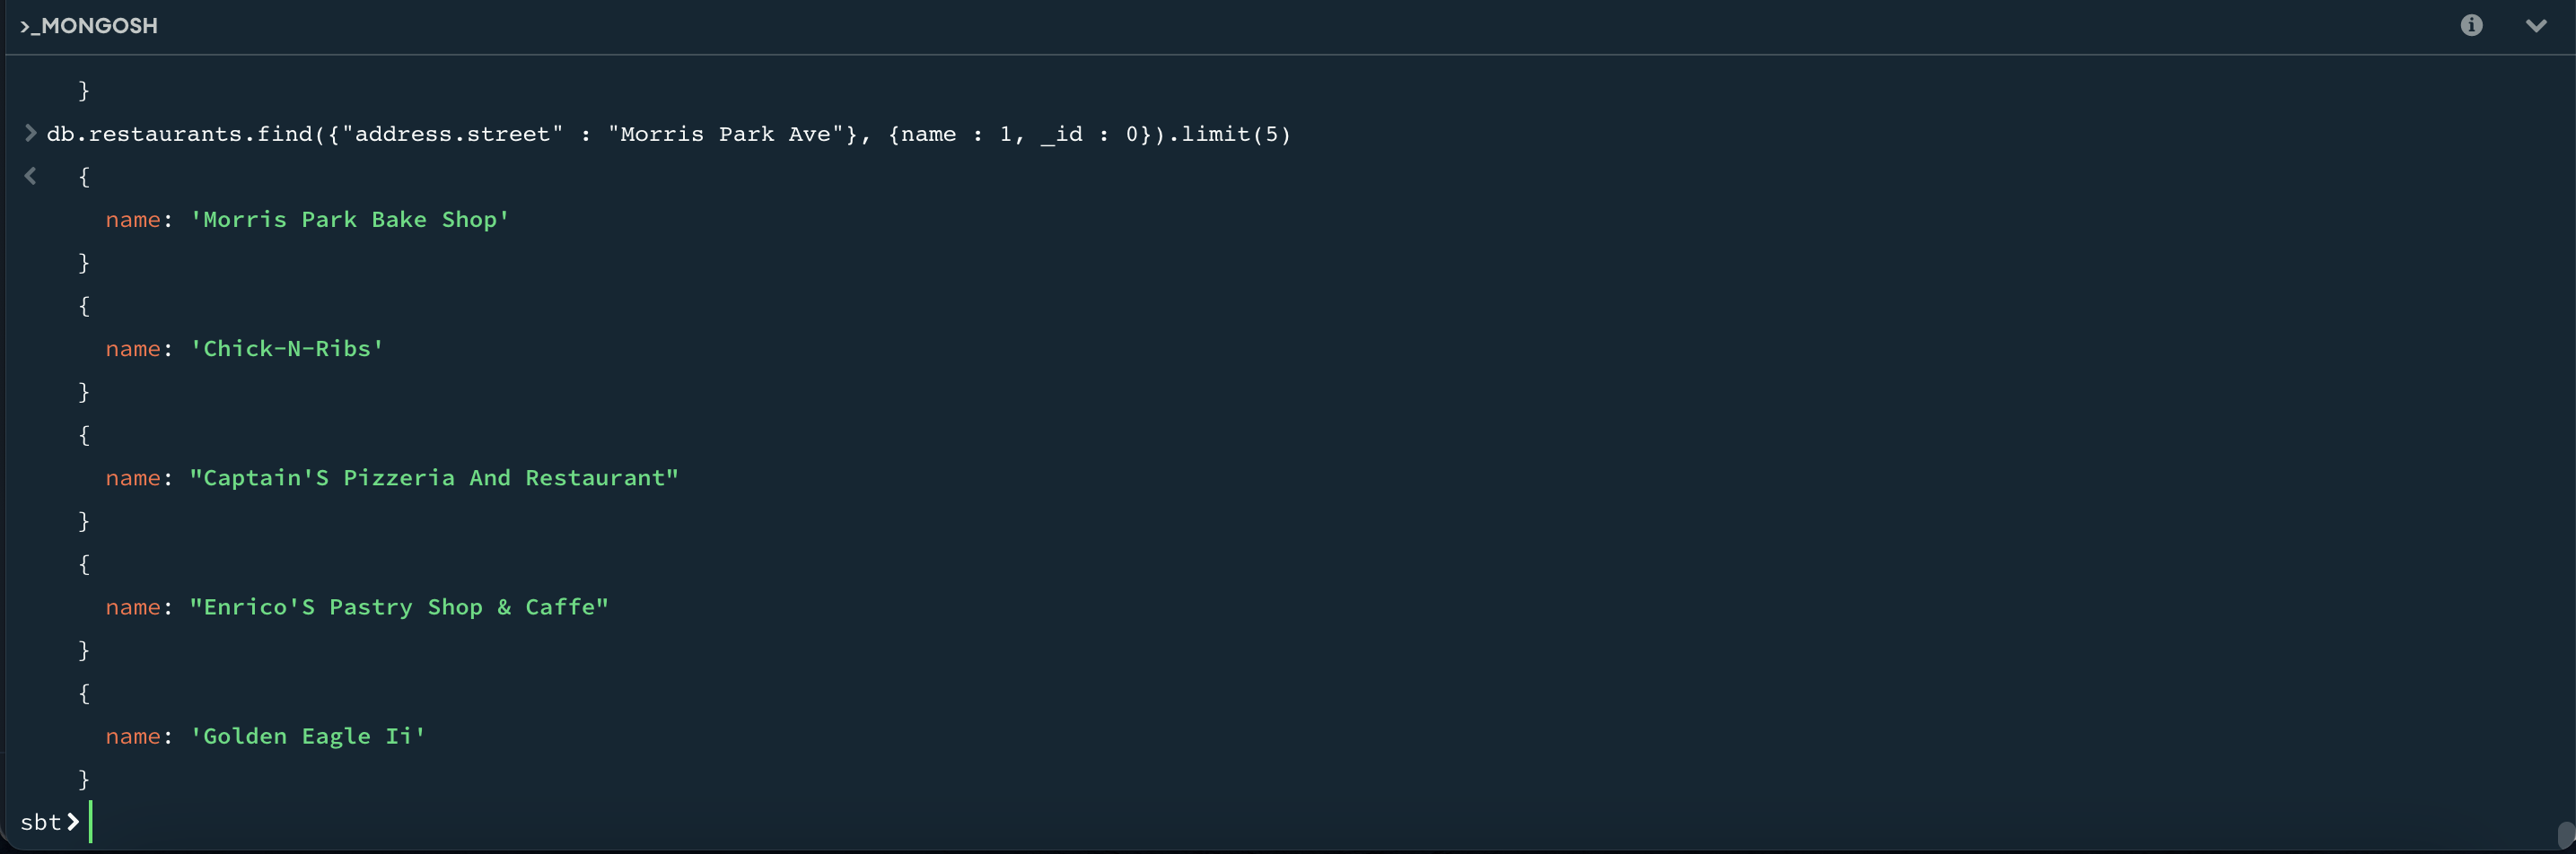 >_MONGOSH
}
> db.restaurants.find({"address.street" : "Morris Park Ave"}, {name : 1, _id : 0}).limit(5)
< {
name: 'Morris Park Bake Shop'
}
{
name: 'Chick-N-Ribs'
}
{
name: "Captain'S Pizzeria And Restaurant"
}
{
name: "Enrico'S Pastry Shop & Caffe"
}
{
name: 'Golden Eagle Ii'
}
sbt>